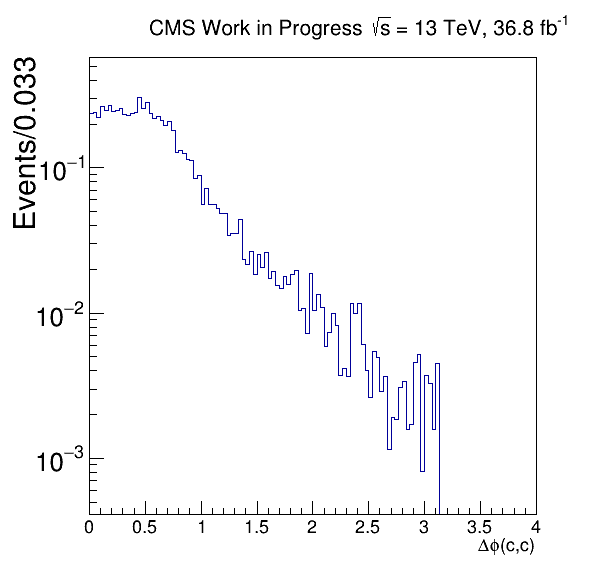 CMS Work in Progress √s = 13 TeV, 36.8 fb⁻¹
Events/0.033
10⁻¹
10⁻²
10⁻³
0 0.5 1 1.5 2 2.5 3 3.5 4
Δϕ(c,c)